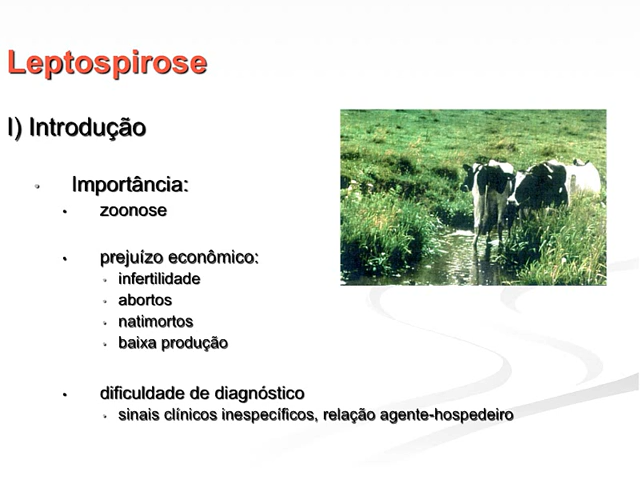 Leptospirose
I) Introdução
• Importância:
• zoonose
• prejuízo econômico:
• infertilidade
• abortos
• natimortos
• baixa produção
• dificuldade de diagnóstico
• sinais clínicos inespecíficos, relação agente-hospedeiro